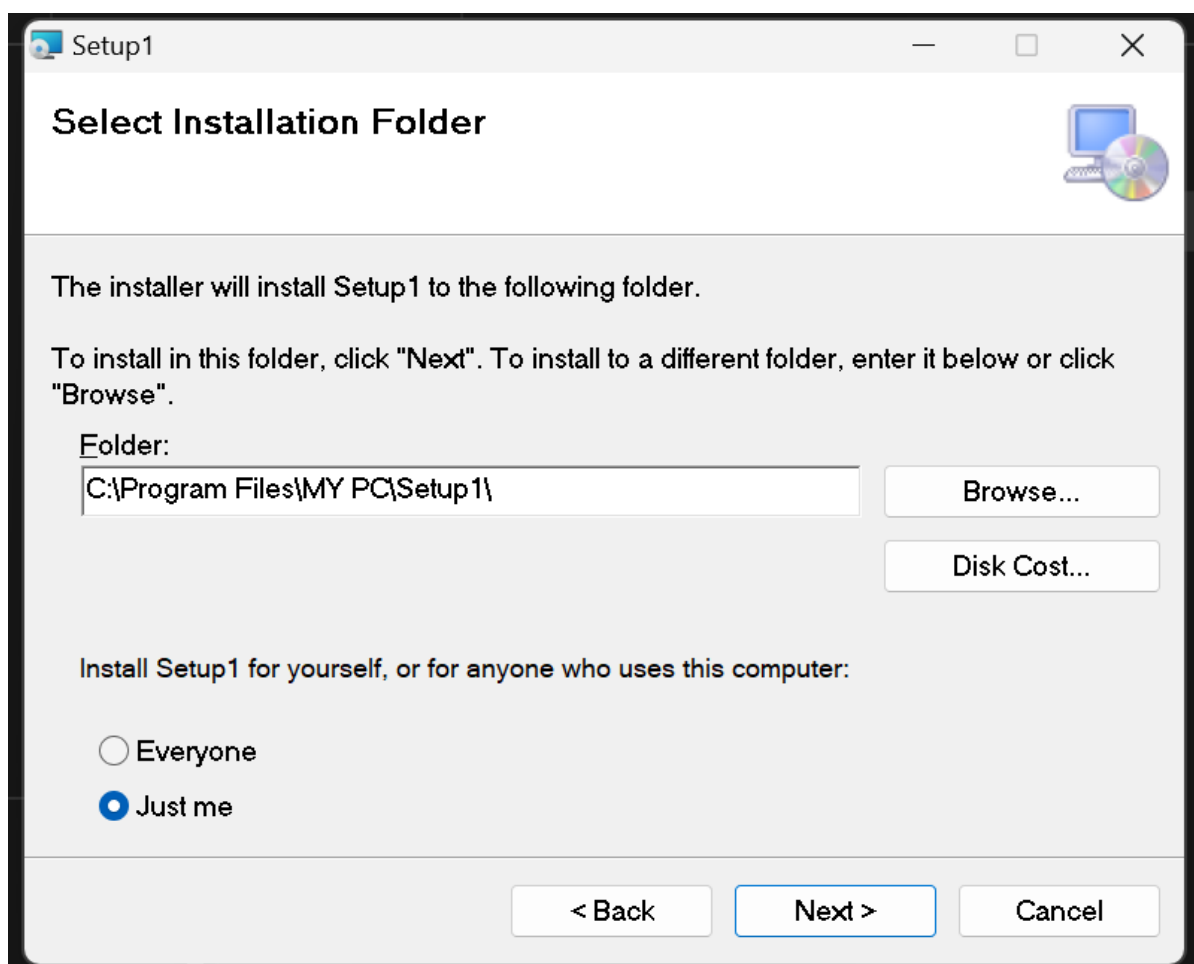 Setup1
Select Installation Folder
The installer will install Setup1 to the following folder.
To install in this folder, click "Next". To install to a different folder, enter it below or click
"Browse".
Folder:
C:\Program Files\MY PC\Setup1\
Browse...
Disk Cost...
Install Setup1 for yourself, or for anyone who uses this computer:
Everyone
Just me
< Back
Next >
Cancel